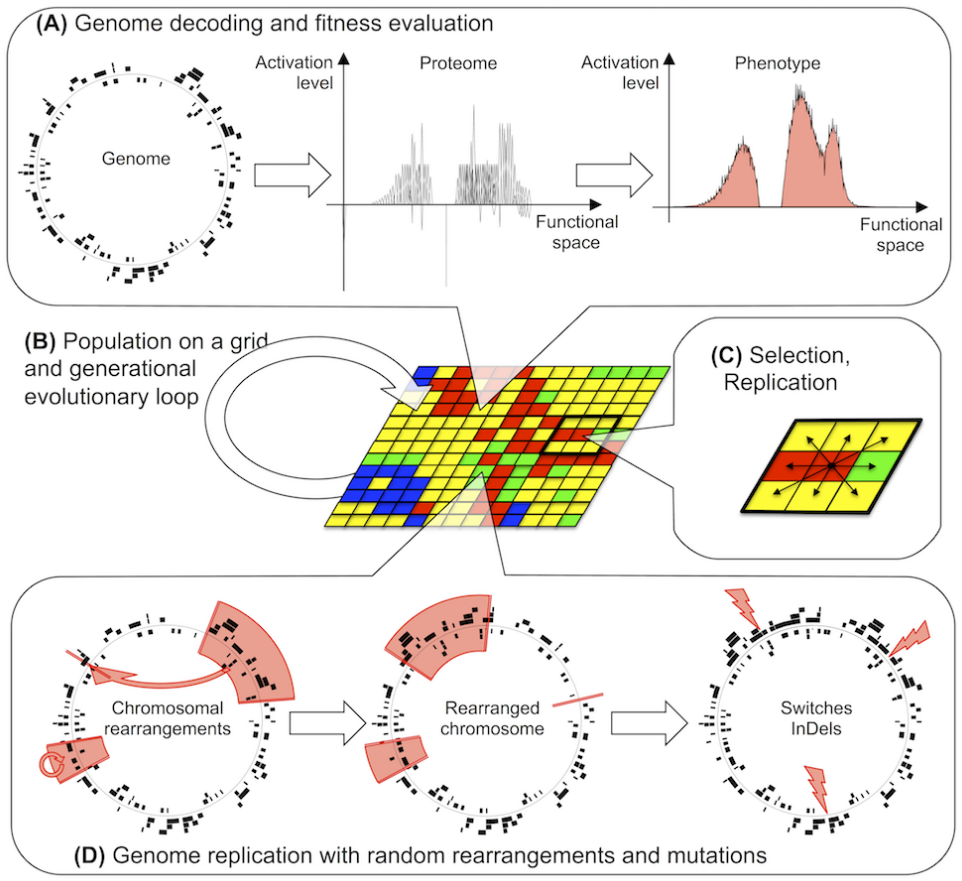 (A) Genome decoding and fitness evaluation
Activation
level
Proteome
Activation
level
Phenotype
Genome
Functional
space
Functional
space
(B) Population on a grid
and generational
evolutionary loop
(C) Selection,
Replication
Chromosomal
rearrangements
Rearranged
chromosome
Switches
InDels
(D) Genome replication with random rearrangements and mutations